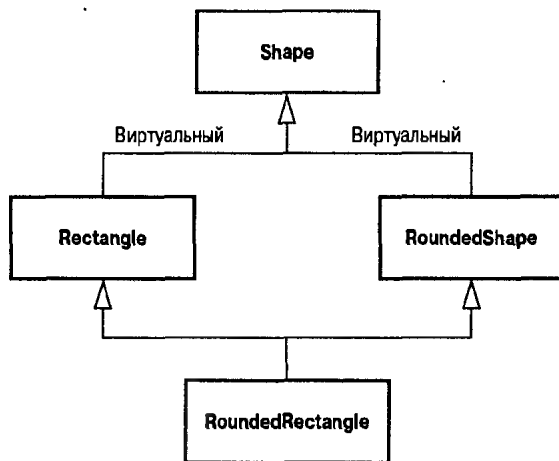 Shape
Виртуальный
Виртуальный
Rectangle
RoundedShape
RoundedRectangle